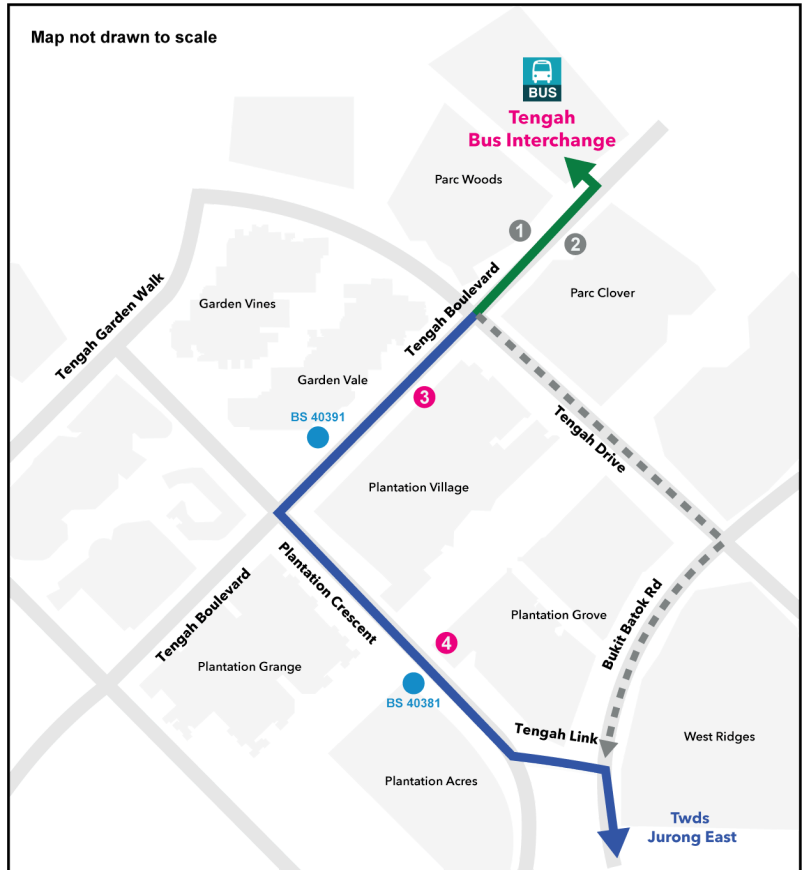 Map not drawn to scale
BUS
Tengah
Bus Interchange
Parc Woods
1
2
Tengah Garden Walk
Garden Vines
Tengah Boulevard
Parc Clover
Garden Vale
3
BS 40391
Tengah Drive
Plantation Village
Plantation Crescent
Tengah Boulevard
Plantation Grove
Bukit Batok Rd
4
Plantation Grange
BS 40381
Tengah Link
West Ridges
Plantation Acres
Twds
Jurong East